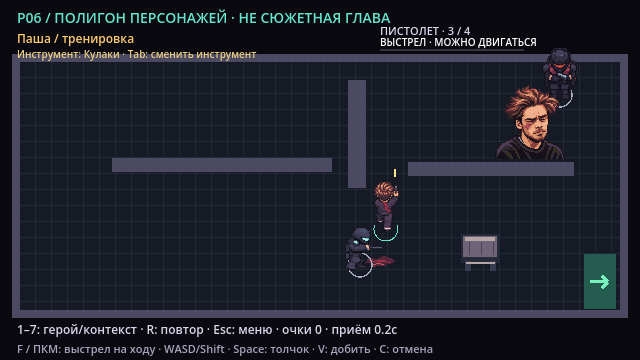 P06 / ПОЛИГОН ПЕРСОНАЖЕЙ · НЕ СЮЖЕТНАЯ ГЛАВА
Паша / тренировка
ПИСТОЛЕТ · 3 / 4
ВЫСТРЕЛ · МОЖНО ДВИГАТЬСЯ
Инструмент: Кулаки · Tab: сменить инструмент
1–7: герой/контекст · R: повтор · Esc: меню · очки 0 · приём 0.2с
F / ПКМ: выстрел на ходу · WASD/Shift · Space: толчок · V: добить · C: отмена